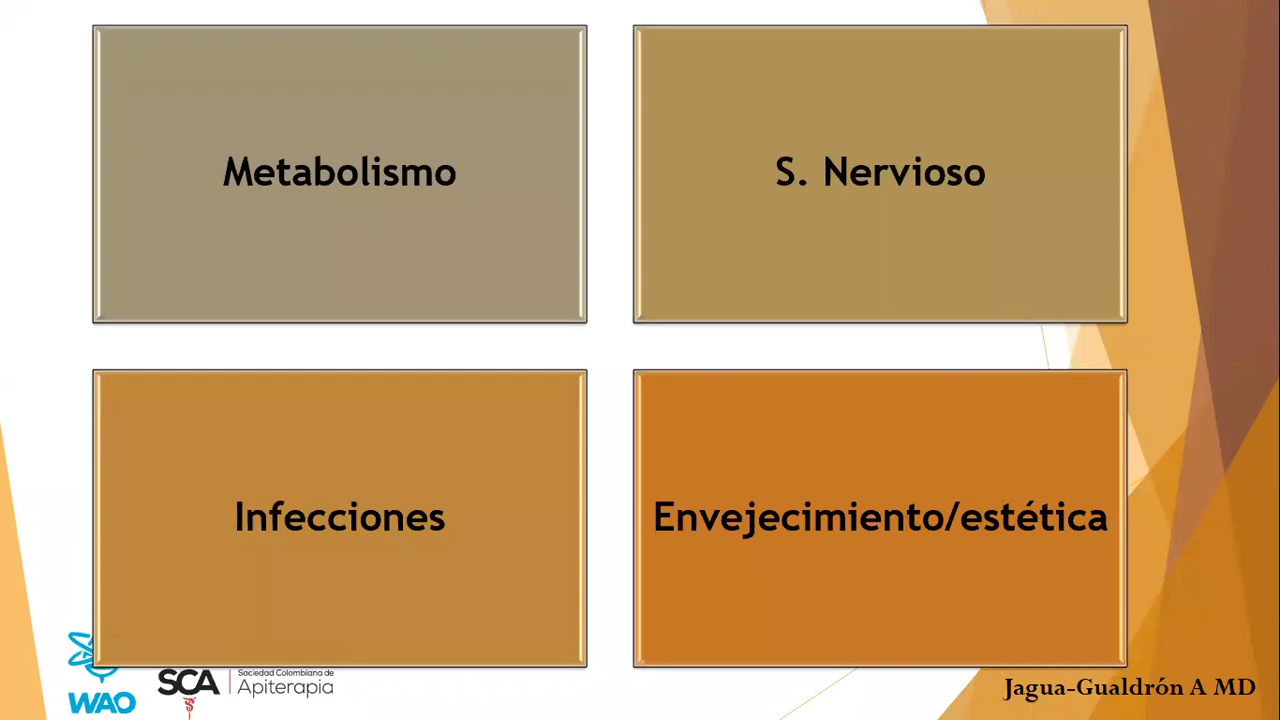 Metabolismo
S. Nervioso
Infecciones
Envejecimiento/estética
WAO
SCA
Sociedad Colombiana de
Apiterapia
Jagua-Gualdrón A MD